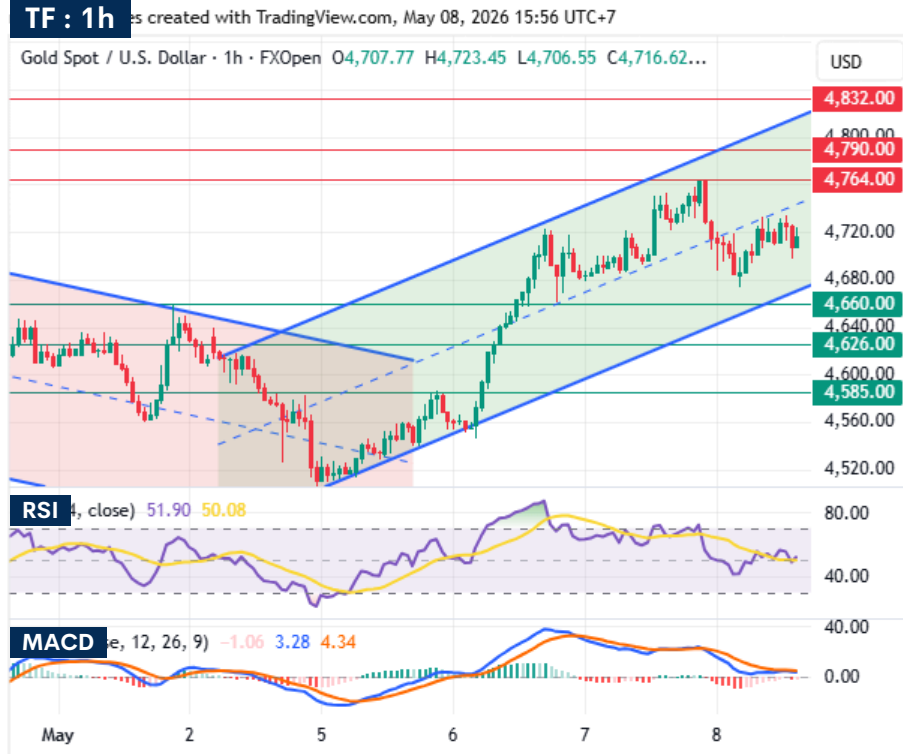 TF : 1h
es created with TradingView.com, May 08, 2026 15:56 UTC+7
Gold Spot / U.S. Dollar · 1h · FXOpen O4,707.77 H4,723.45 L4,706.55 C4,716.62...
USD
4,832.00
4,800.00
4,790.00
4,764.00
4,720.00
4,680.00
4,660.00
4,640.00
4,626.00
4,600.00
4,585.00
4,560.00
4,520.00
RSI 4, close) 51.90 50.08
80.00
40.00
MACD se, 12, 26, 9) −1.06 3.28 4.34
40.00
0.00
May 2 5 6 7 8